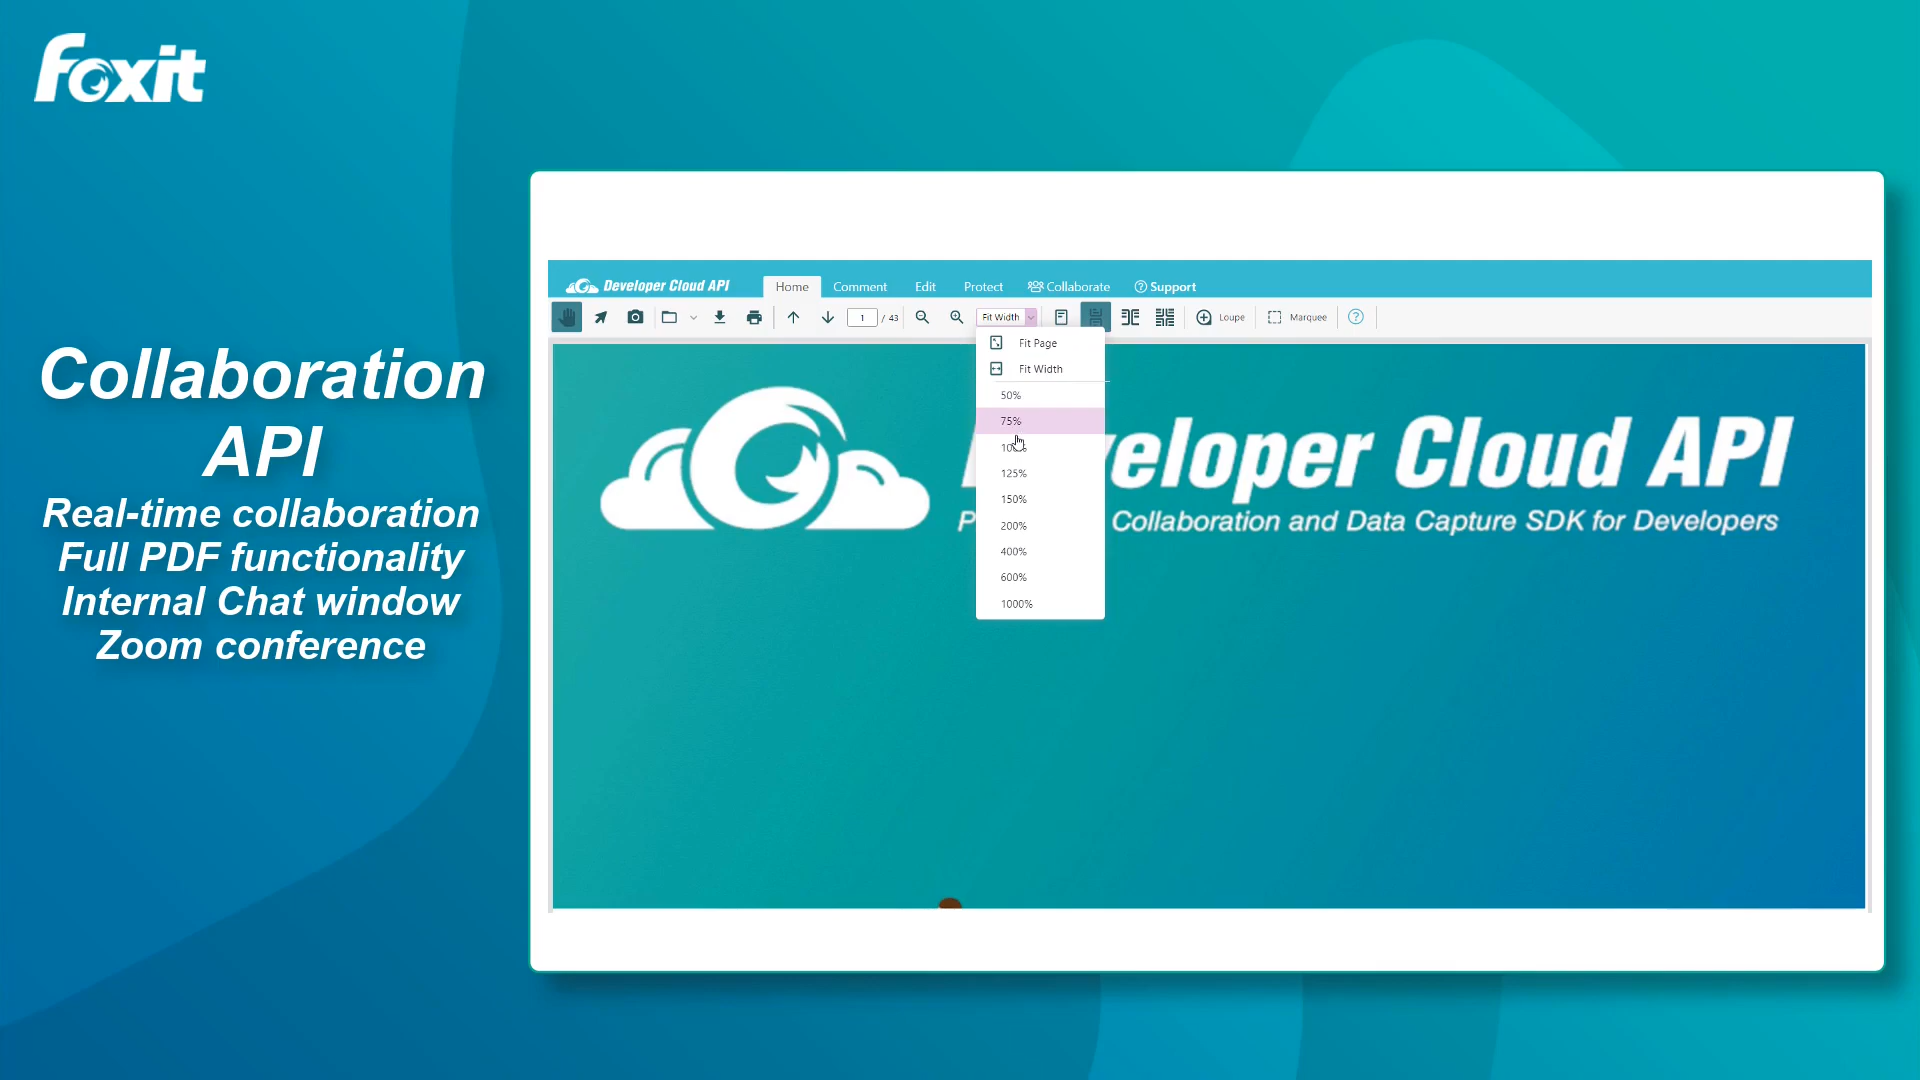 Foxit
Collaboration
API
Real-time collaboration
Full PDF functionality
Internal Chat window
Zoom conference
Developer Cloud API
Home Comment Edit Protect Collaborate Support
1 / 43 Fit Width Loupe Marquee
Fit Page
Fit Width
50%
75%
100%
125%
150%
200%
400%
600%
1000%
eloper Cloud API
P Collaboration and Data Capture SDK for Developers